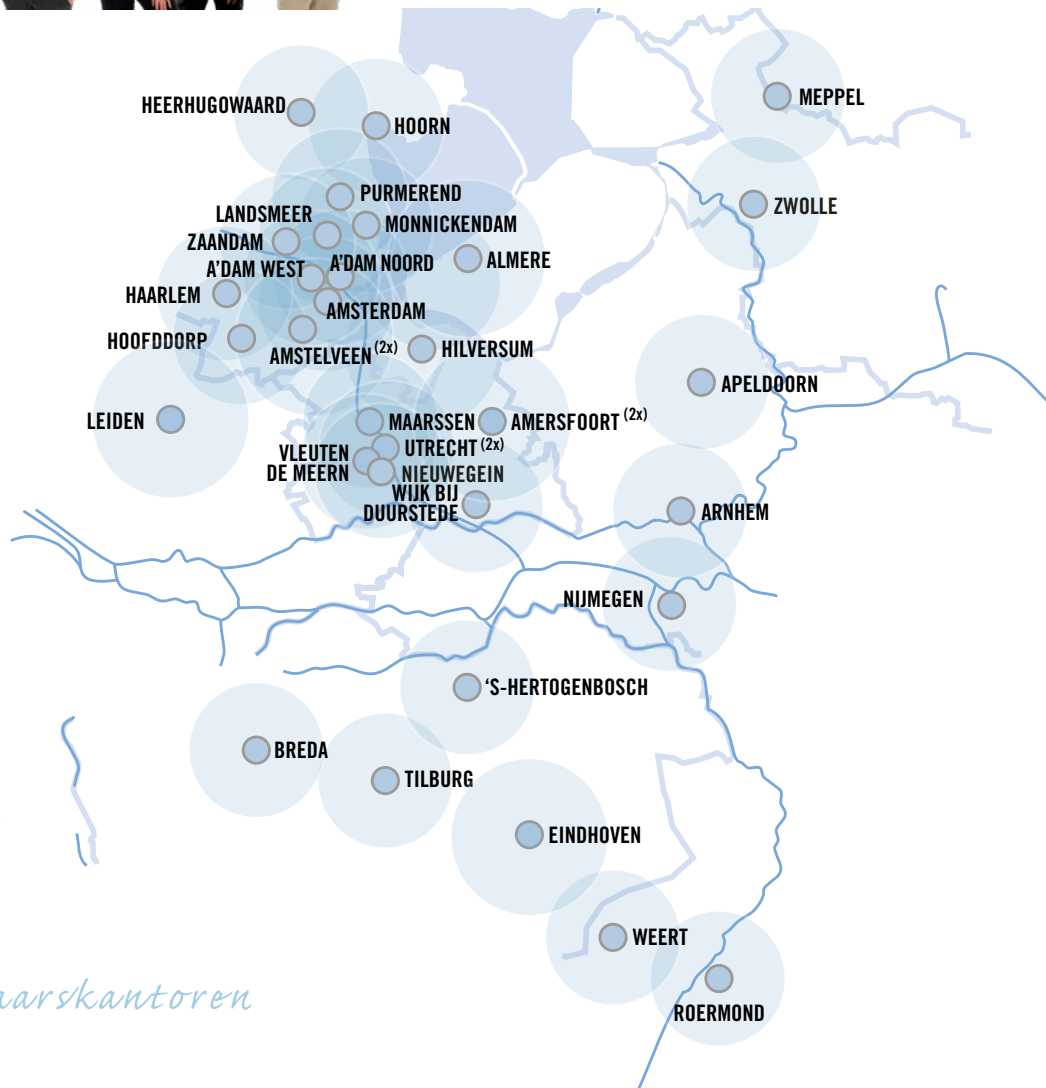 MEPPEL
HEERHUGOWAARD
HOORN
PURMEREND
ZWOLLE
LANDSMEER
MONNICKENDAM
ZAANDAM
A'DAM WEST
A'DAM NOORD
ALMERE
HAARLEM
AMSTERDAM
HOOFDDORP
AMSTELVEEN (2x)
HILVERSUM
APELDOORN
LEIDEN
MAARSSEN
AMERSFOORT (2x)
UTRECHT (2x)
VLEUTEN
DE MEERN
NIEUWEGEIN
WIJK BIJ
DUURSTEDE
ARNHEM
NIJMEGEN
‘S-HERTOGENBOSCH
BREDA
TILBURG
EINDHOVEN
WEERT
aarskantoren
ROERMOND